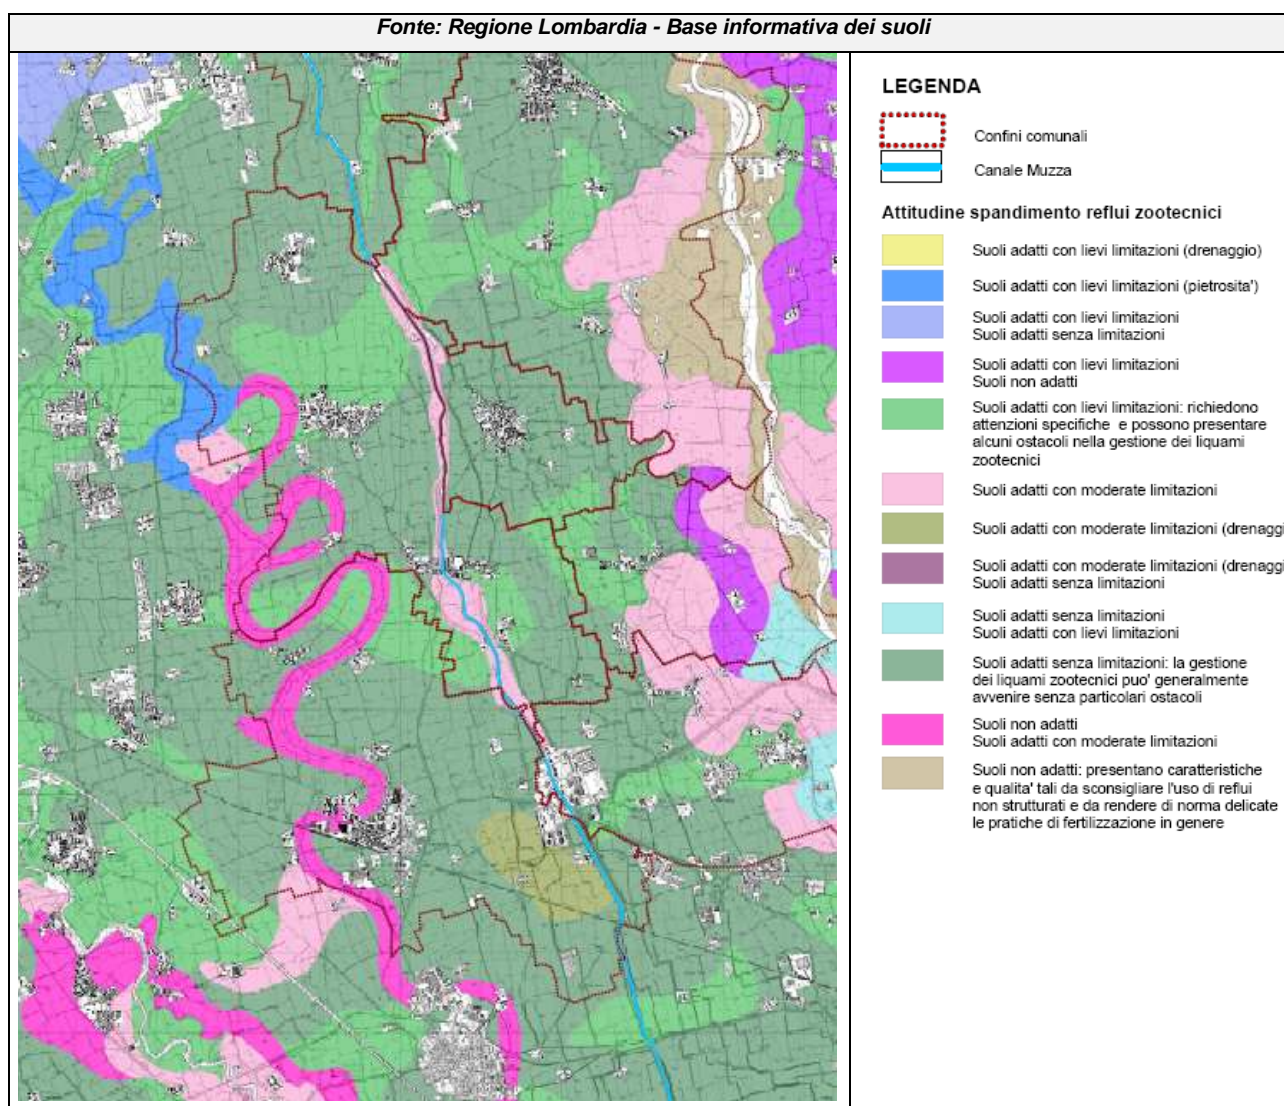 Fonte: Regione Lombardia - Base informativa dei suoli
LEGENDA
Confini comunali
Canale Muzza
Attitudine spandimento reflui zootecnici
Suoli adatti con lievi limitazioni (drenaggio)
Suoli adatti con lievi limitazioni (pietrosita')
Suoli adatti con lievi limitazioni
Suoli adatti senza limitazioni
Suoli adatti con lievi limitazioni
Suoli non adatti
Suoli adatti con lievi limitazioni: richiedono
attenzioni specifiche e possono presentare
alcuni ostacoli nella gestione dei liquami
zootecnici
Suoli adatti con moderate limitazioni
Suoli adatti con moderate limitazioni (drenaggi
Suoli adatti con moderate limitazioni (drenaggi
Suoli adatti senza limitazioni
Suoli adatti senza limitazioni
Suoli adatti con lievi limitazioni
Suoli adatti senza limitazioni: la gestione
dei liquami zootecnici puo' generalmente
avvenire senza particolari ostacoli
Suoli non adatti
Suoli adatti con moderate limitazioni
Suoli non adatti: presentano caratteristiche
e qualita' tali da sconsigliare l'uso di reflui
non strutturati e da rendere di norma delicate
le pratiche di fertilizzazione in genere